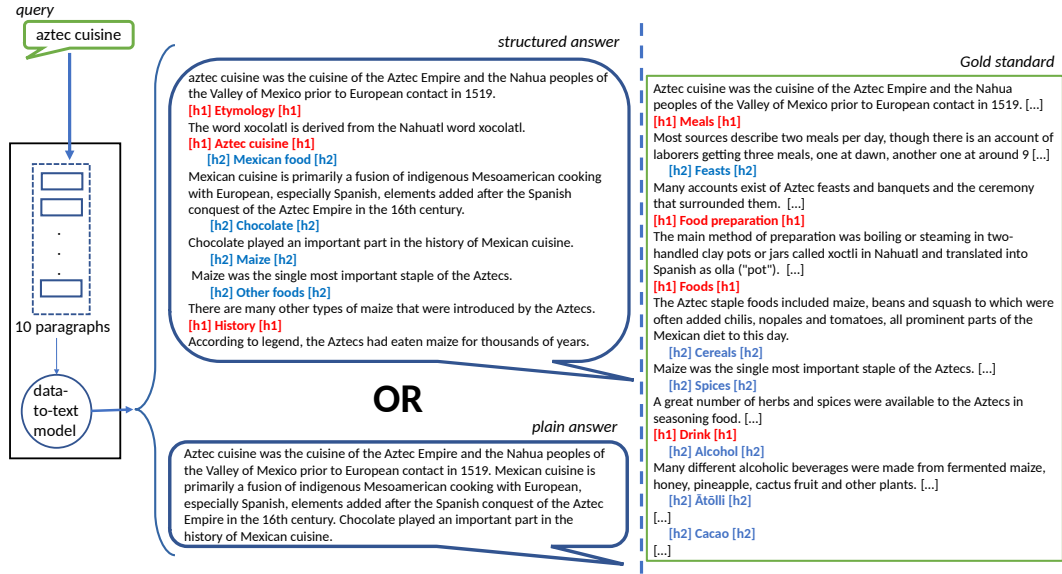 query
aztec cuisine
10 paragraphs
data-
to-text
model
structured answer
aztec cuisine was the cuisine of the Aztec Empire and the Nahua peoples of
the Valley of Mexico prior to European contact in 1519.
[h1] Etymology [h1]
The word xocolatl is derived from the Nahuatl word xocolatl.
[h1] Aztec cuisine [h1]
[h2] Mexican food [h2]
Mexican cuisine is primarily a fusion of indigenous Mesoamerican cooking
with European, especially Spanish, elements added after the Spanish
conquest of the Aztec Empire in the 16th century.
[h2] Chocolate [h2]
Chocolate played an important part in the history of Mexican cuisine.
[h2] Maize [h2]
Maize was the single most important staple of the Aztecs.
[h2] Other foods [h2]
There are many other types of maize that were introduced by the Aztecs.
[h1] History [h1]
According to legend, the Aztecs had eaten maize for thousands of years.
OR
plain answer
Aztec cuisine was the cuisine of the Aztec Empire and the Nahua peoples of
the Valley of Mexico prior to European contact in 1519. Mexican cuisine is
primarily a fusion of indigenous Mesoamerican cooking with European,
especially Spanish, elements added after the Spanish conquest of the Aztec
Empire in the 16th century. Chocolate played an important part in the
history of Mexican cuisine.
Gold standard
Aztec cuisine was the cuisine of the Aztec Empire and the Nahua
peoples of the Valley of Mexico prior to European contact in 1519. [...]
[h1] Meals [h1]
Most sources describe two meals per day, though there is an account of
laborers getting three meals, one at dawn, another one at around 9 [...]
[h2] Feasts [h2]
Many accounts exist of Aztec feasts and banquets and the ceremony
that surrounded them. [...]
[h1] Food preparation [h1]
The main method of preparation was boiling or steaming in two-
handled clay pots or jars called xoctli in Nahuatl and translated into
Spanish as olla ("pot"). [...]
[h1] Foods [h1]
The Aztec staple foods included maize, beans and squash to which were
often added chilis, nopales and tomatoes, all prominent parts of the
Mexican diet to this day.
[h2] Cereals [h2]
Maize was the single most important staple of the Aztecs. [...]
[h2] Spices [h2]
A great number of herbs and spices were available to the Aztecs in
seasoning food. [...]
[h1] Drink [h1]
[h2] Alcohol [h2]
Many different alcoholic beverages were made from fermented maize,
honey, pineapple, cactus fruit and other plants. [...]
[h2] Ātōlli [h2]
[...]
[h2] Cacao [h2]
[...]